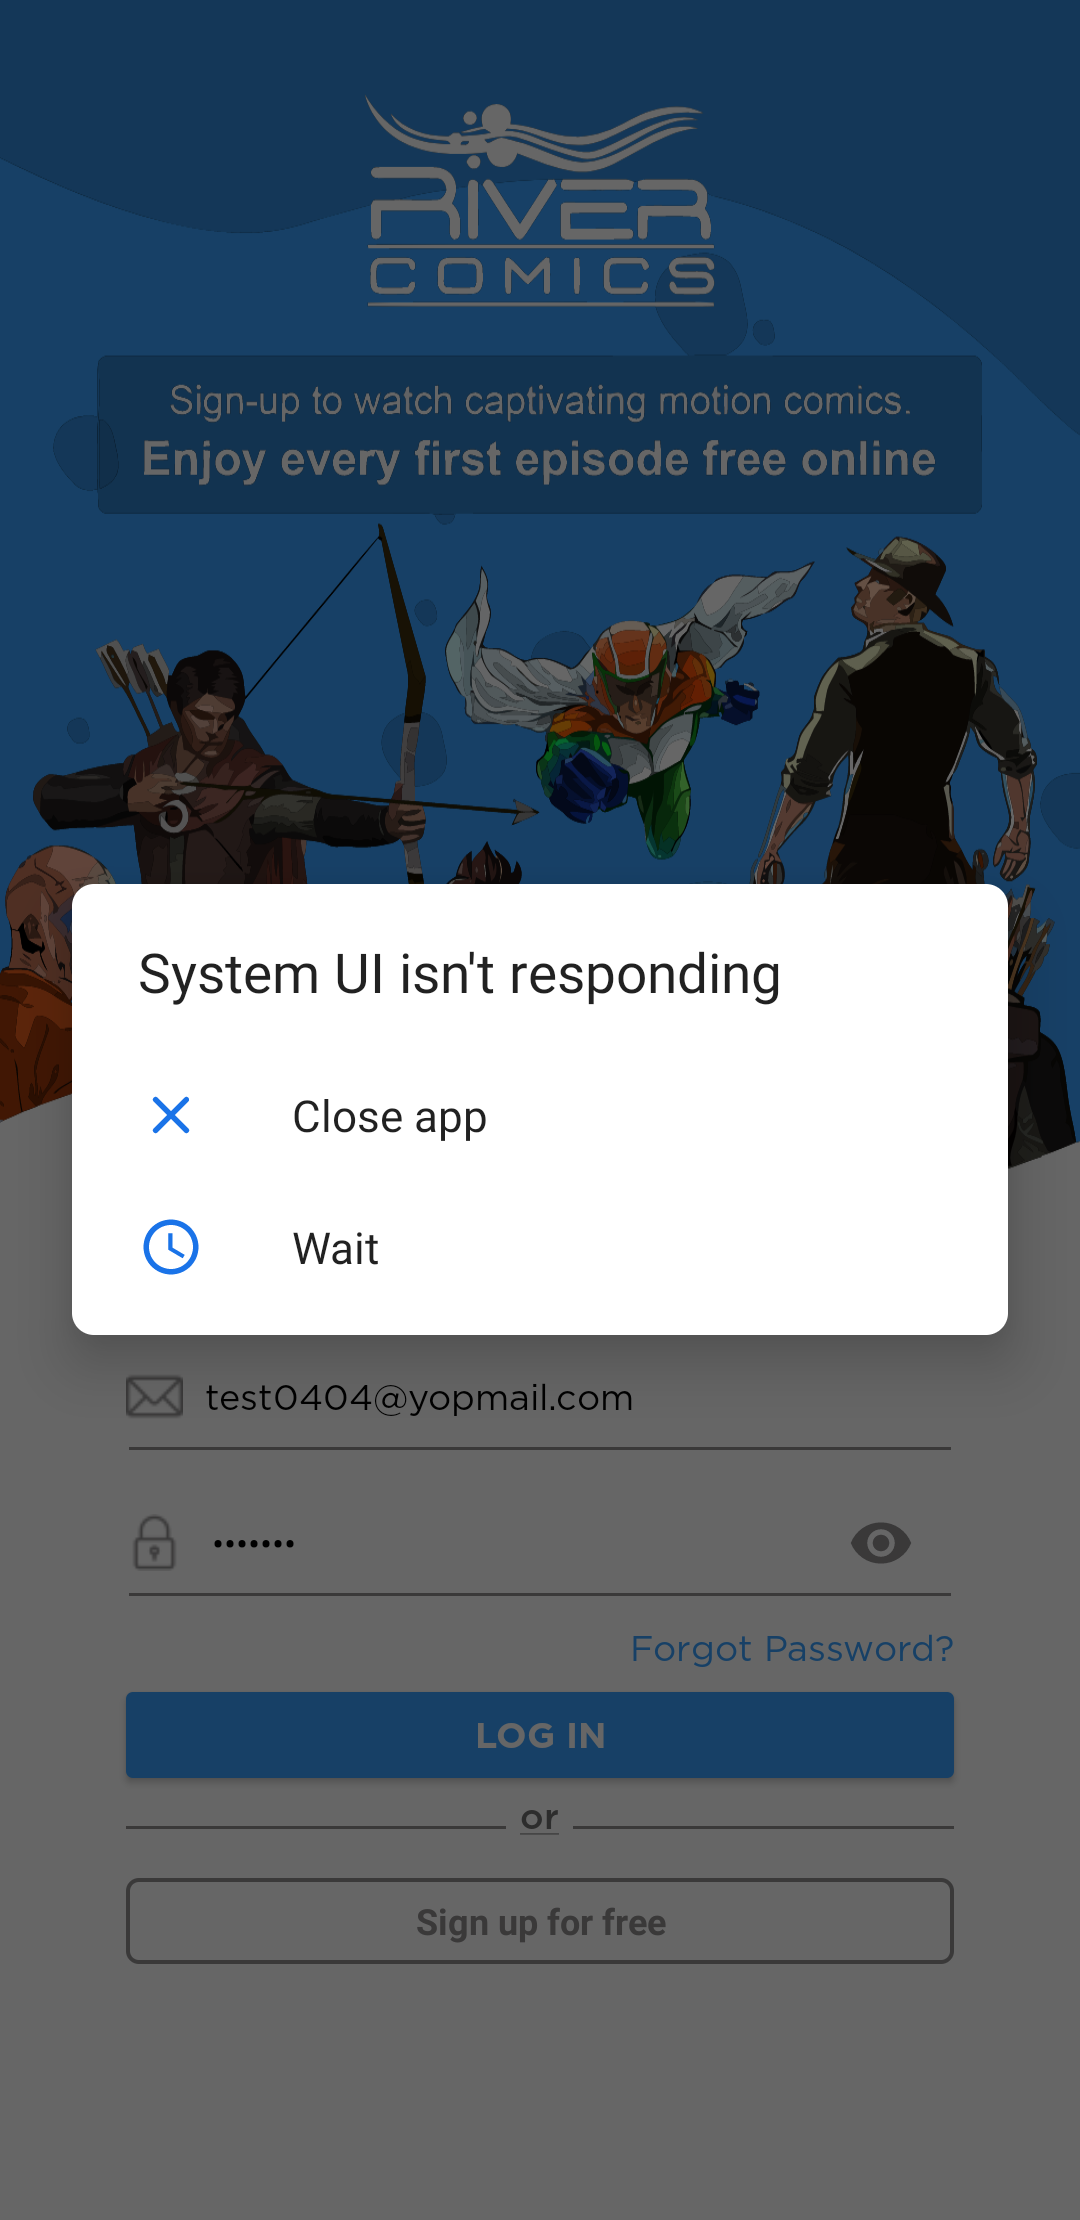 RiVER
COMICS
Sign-up to watch captivating motion comics.
Enjoy every first episode free online
System UI isn't responding
Close app
Wait
test0404@yopmail.com
•••••••
Forgot Password?
LOG IN
or
Sign up for free